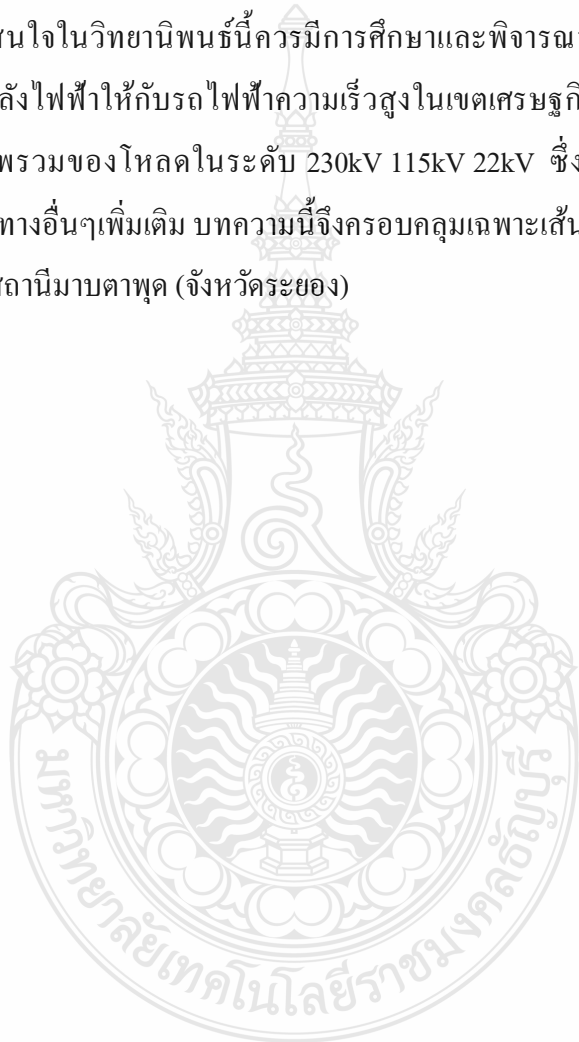 สนใจในวิทยานิพนธ์นี้ควรมีการศึกษาและพิจารณา
ลังไฟฟ้าให้กับรถไฟฟ้าความเร็วสูงในเขตเศรษฐกิ
พรวมของโหลดในระดับ 230kV 115kV 22kV ซึ่ง
ทางอื่นๆเพิ่มเติม บทความนี้จึงครอบคลุมเฉพาะเส้น
สถานีมาบตาพุด (จังหวัดระยอง)
มหาวิทยาลัยเทคโนโลยีราชมงคลธัญบุรี